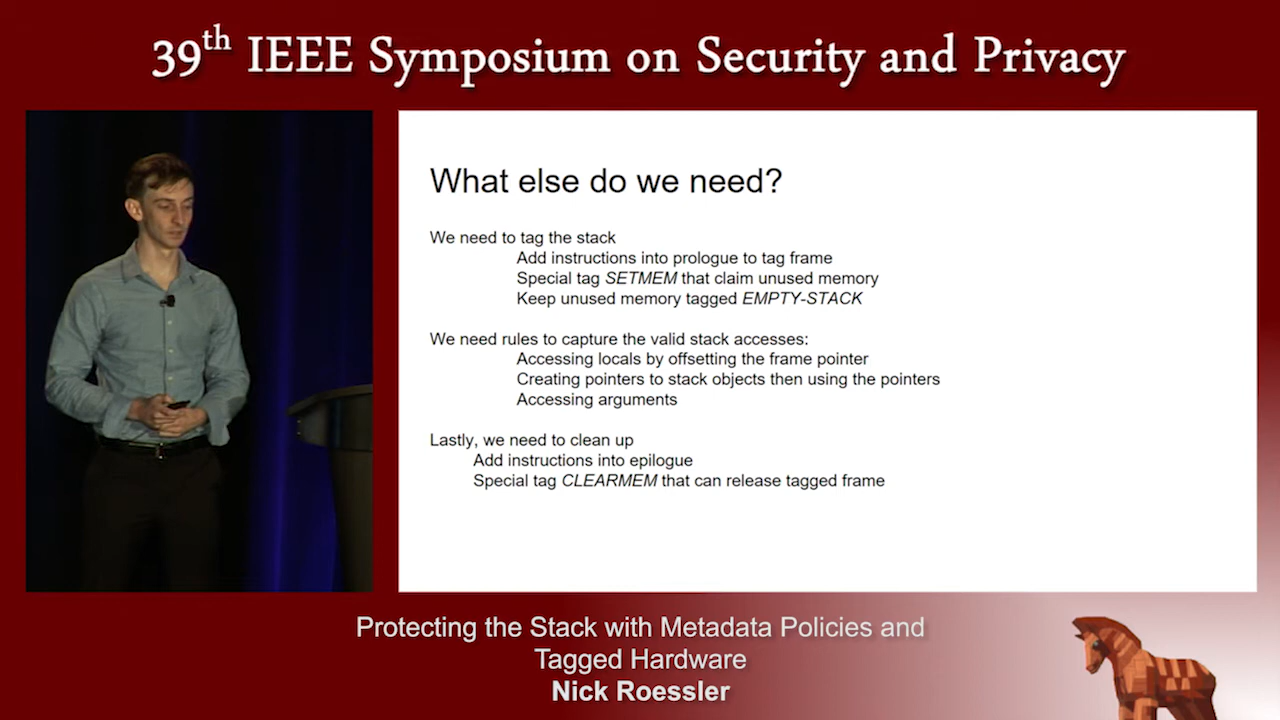 39th IEEE Symposium on Security and Privacy
What else do we need?
We need to tag the stack
Add instructions into prologue to tag frame
Special tag SETMEM that claim unused memory
Keep unused memory tagged EMPTY-STACK
We need rules to capture the valid stack accesses:
Accessing locals by offsetting the frame pointer
Creating pointers to stack objects then using the pointers
Accessing arguments
Lastly, we need to clean up
Add instructions into epilogue
Special tag CLEARMEM that can release tagged frame
Protecting the Stack with Metadata Policies and
Tagged Hardware
Nick Roessler